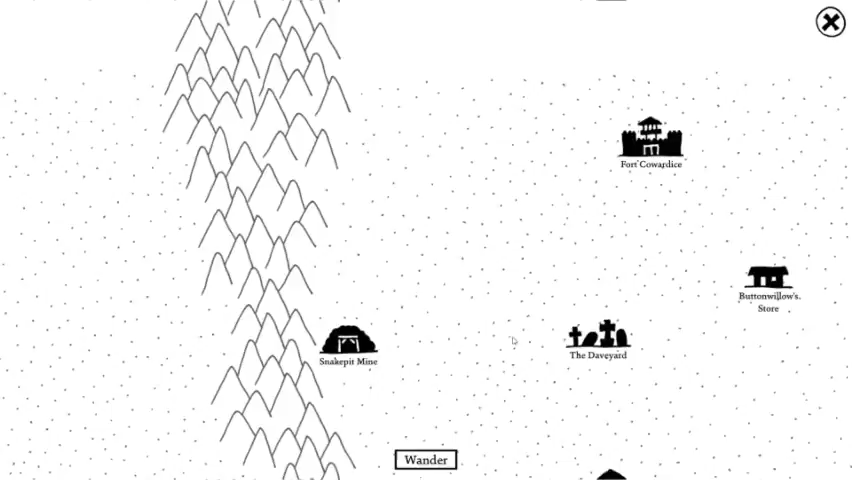 Fort Cowardice
Buttonwillow's
Store
The Daveyard
Snakepit Mine
Wander